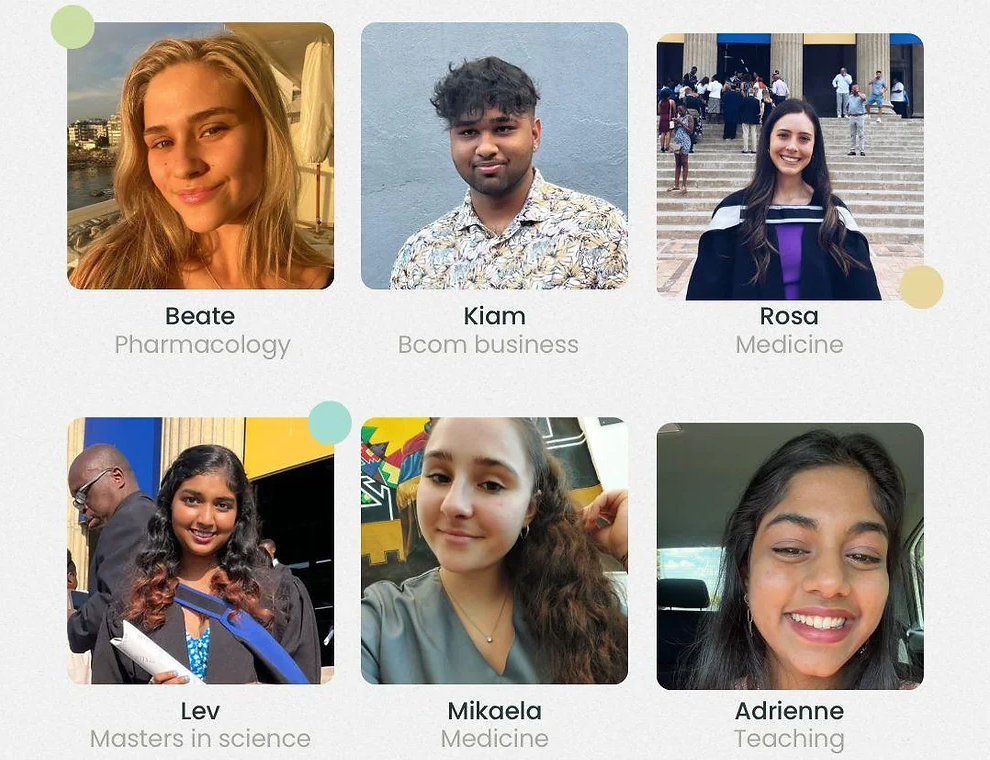 Beate
Pharmacology
Kiam
Bcom business
Rosa
Medicine
Lev
Masters in science
Mikaela
Medicine
Adrienne
Teaching